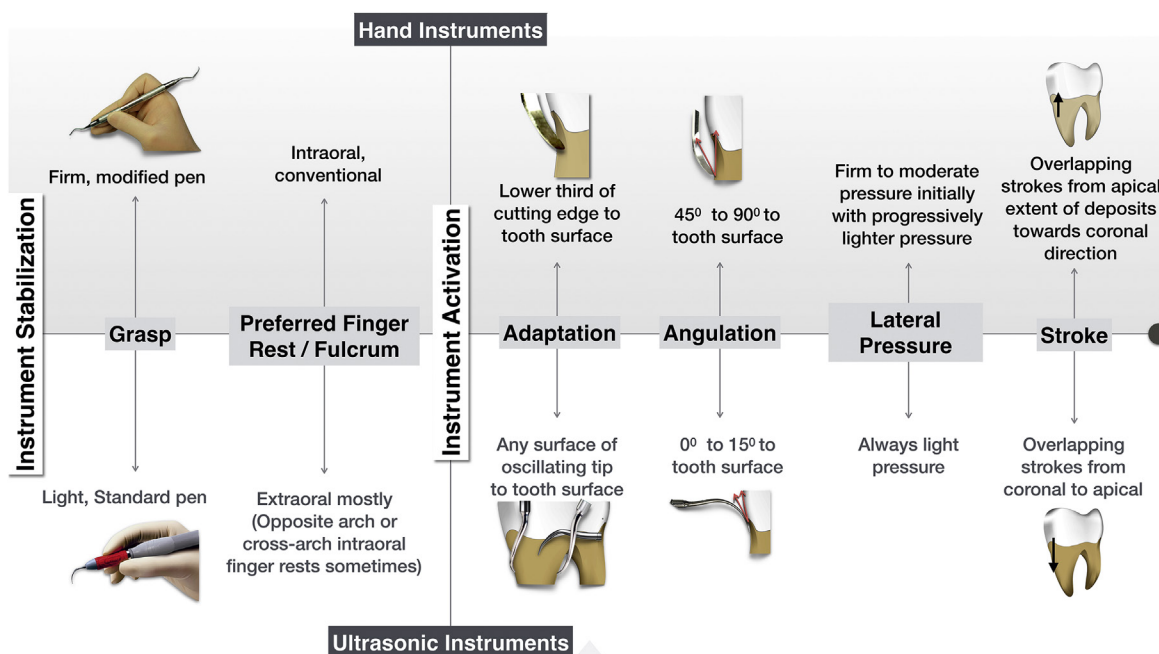 Hand Instruments
Firm, modified pen
Intraoral,
conventional
Lower third of
cutting edge to
tooth surface
45⁰ to 90⁰ to
tooth surface
Firm to moderate
pressure initially
with progressively
lighter pressure
Overlapping
strokes from apical
extent of deposits
towards coronal
direction
Instrument Stabilization
Grasp
Preferred Finger
Rest / Fulcrum
Instrument Activation
Adaptation
Angulation
Lateral
Pressure
Stroke
Light, Standard pen
Extraoral mostly
(Opposite arch or
cross-arch intraoral
finger rests sometimes)
Any surface of
oscillating tip
to tooth surface
0⁰ to 15⁰ to
tooth surface
Always light
pressure
Overlapping
strokes from
coronal to apical
Ultrasonic Instruments